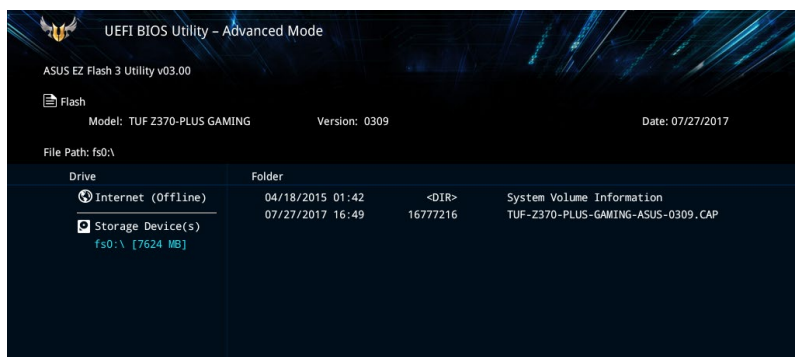 UEFI BIOS Utility – Advanced Mode
ASUS EZ Flash 3 Utility v03.00
Flash
Model: TUF Z370-PLUS GAMING Version: 0309 Date: 07/27/2017
File Path: fs0:\
Drive Folder
Internet (Offline) 04/18/2015 01:42 <DIR> System Volume Information
07/27/2017 16:49 16777216 TUF-Z370-PLUS-GAMING-ASUS-0309.CAP
Storage Device(s)
fs0:\ [7624 MB]